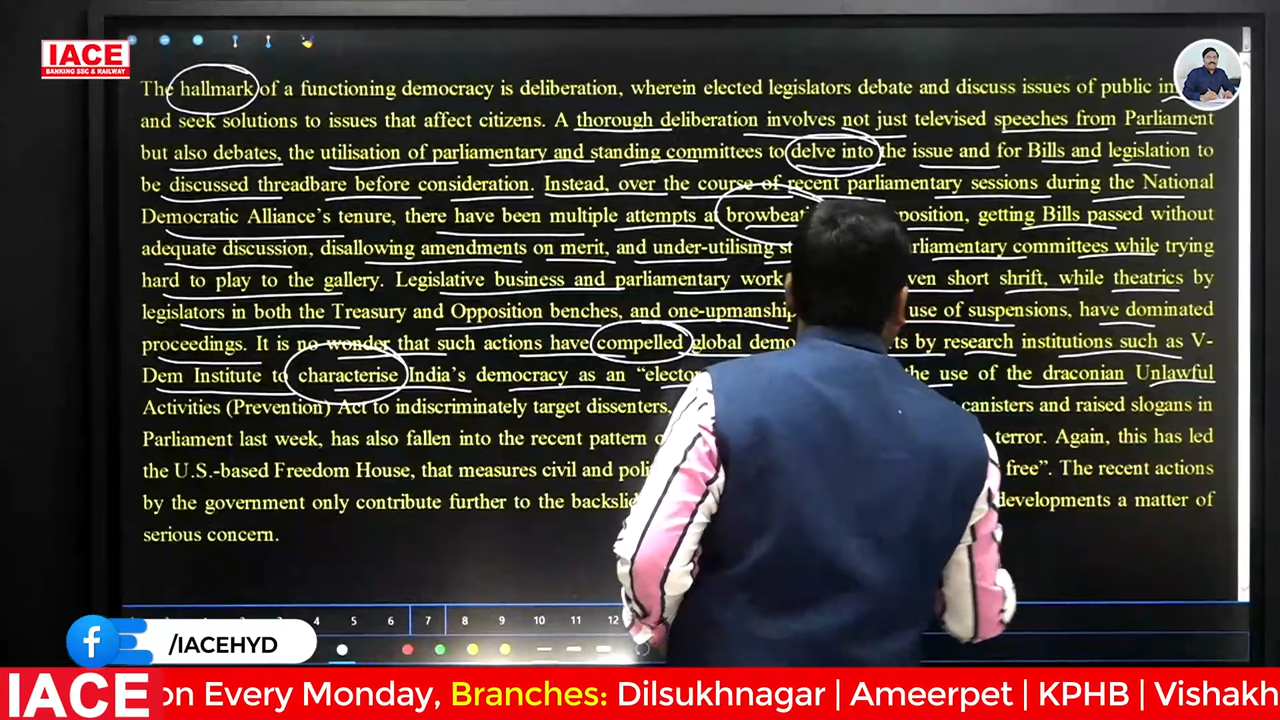 IACE
BANKING SSC & RAILWAY
The hallmark of a functioning democracy is deliberation, wherein elected legislators debate and discuss issues of public
and seek solutions to issues that affect citizens. A thorough deliberation involves not just televised speeches from Parliament
but also debates, the utilisation of parliamentary and standing committees to delve into the issue and for Bills and legislation to
be discussed threadbare before consideration. Instead, over the course of recent parliamentary sessions during the National
Democratic Alliance's tenure, there have been multiple attempts at getting Bills passed without
adequate discussion, disallowing amendments on merit, and under-utilising committees while trying
hard to play to the gallery. Legislative business and parliamentary work short shrift, while theatrics by
legislators in both the Treasury and Opposition benches, and one-upmanship use of suspensions, have dominated
proceedings. It is no wonder that such actions have compelled global by research institutions such as V-
Dem Institute to characterise India's democracy as an the use of the draconian Unlawful
Activities (Prevention) Act to indiscriminately target dissenters, canisters and raised slogans in
Parliament last week, has also fallen into the recent pattern terror. Again, this has led
the U.S.-based Freedom House, that measures civil and free". The recent actions
by the government only contribute further to the developments a matter of
serious concern.
4 5 6 7 8 9 10 11 12
/IACEHYD
IACE on Every Monday, Branches: Dilsukhnagar | Ameerpet | KPHB |